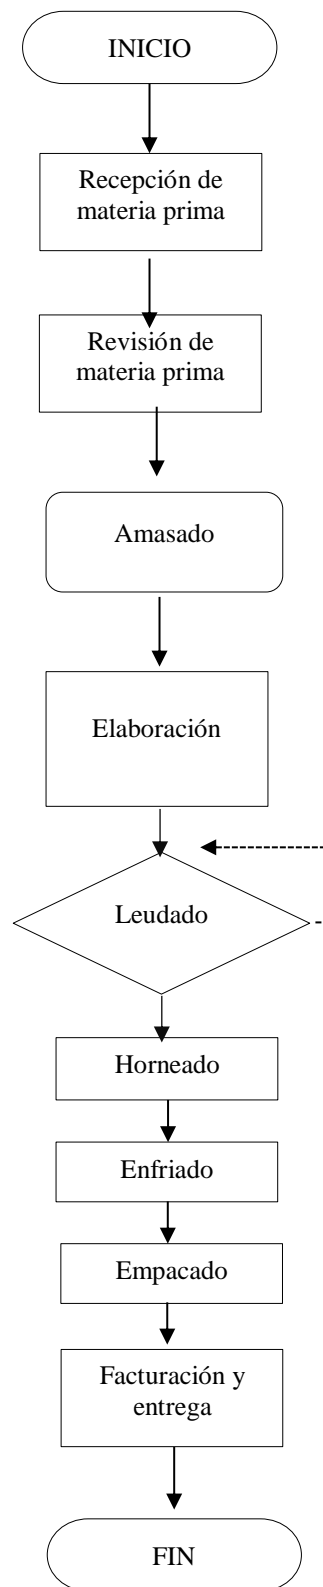 INICIO
Recepción de
materia prima
Revisión de
materia prima
Amasado
Elaboración
Leudado
Horneado
Enfriado
Empacado
Facturación y
entrega
FIN